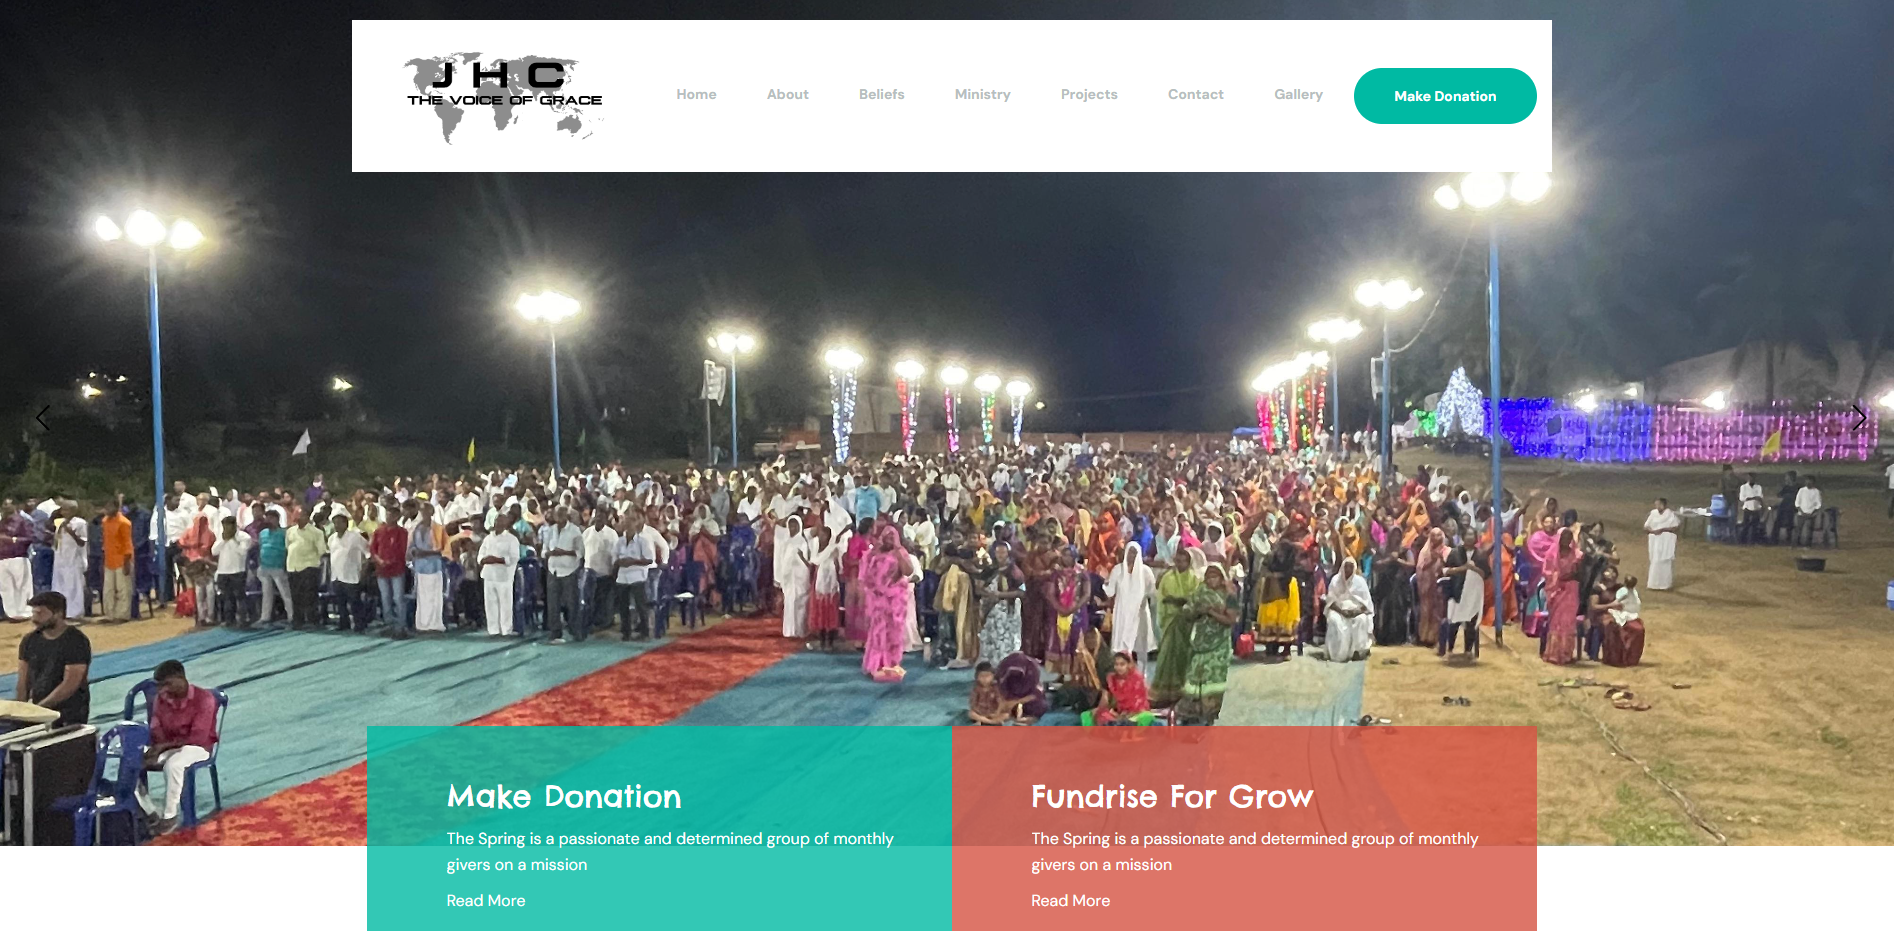 J H C
THE VOICE OF GRACE
Home
About
Beliefs
Ministry
Projects
Contact
Gallery
Make Donation
Make Donation
The Spring is a passionate and determined group of monthly
givers on a mission
Read More
Fundrise For Grow
The Spring is a passionate and determined group of monthly
givers on a mission
Read More